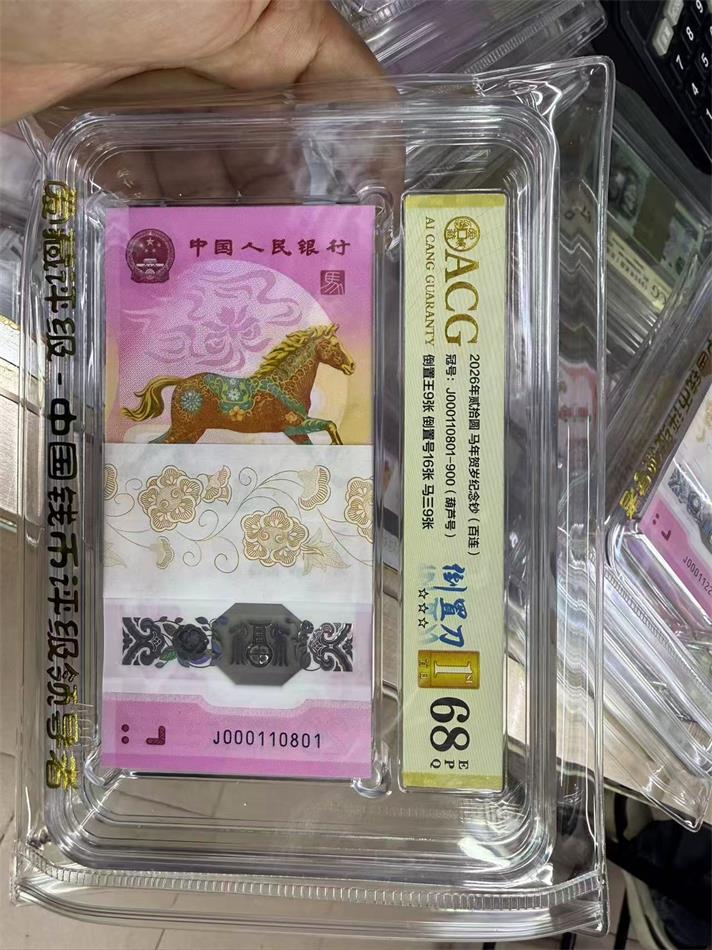 爱藏评级 - 中国钱币评级领导者
中国人民银行
馬
J000110801
ACG
AI CANG GUARANTY
2026年贰拾圆 马年贺岁纪念钞（百连）
冠号：J000110801-900（葫芦号）
倒置王9张 倒置号16张 马三9张
倒置刀
☆☆☆
1ST
68
EPQ